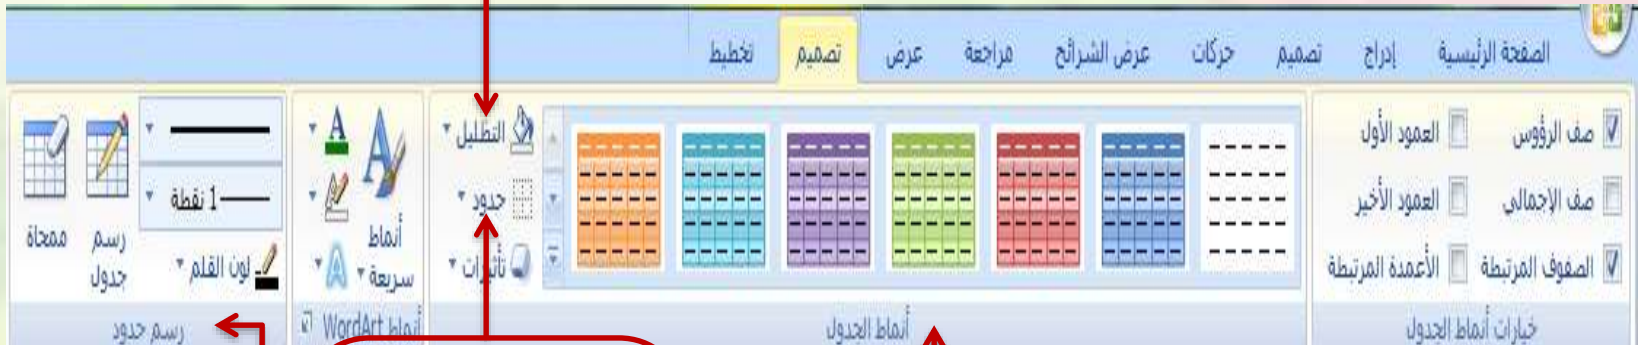 الصفحة الرئيسية
إدراج
تصميم
حركات
عرض الشرائح
مراجعة
عرض
تصميم
تخطيط
صف الرؤوس
العمود الأول
صف الإجمالي
العمود الأخير
الصفوف المرتبطة
الأعمدة المرتبطة
خيارات أنماط الجدول
التظليل
حدود
تأثيرات
أنماط الجدول
A
A
أنماط
سريعة
A
أنماط WordArt
1 نقطة
لون القلم
رسم
جدول
ممحاة
رسم حدود